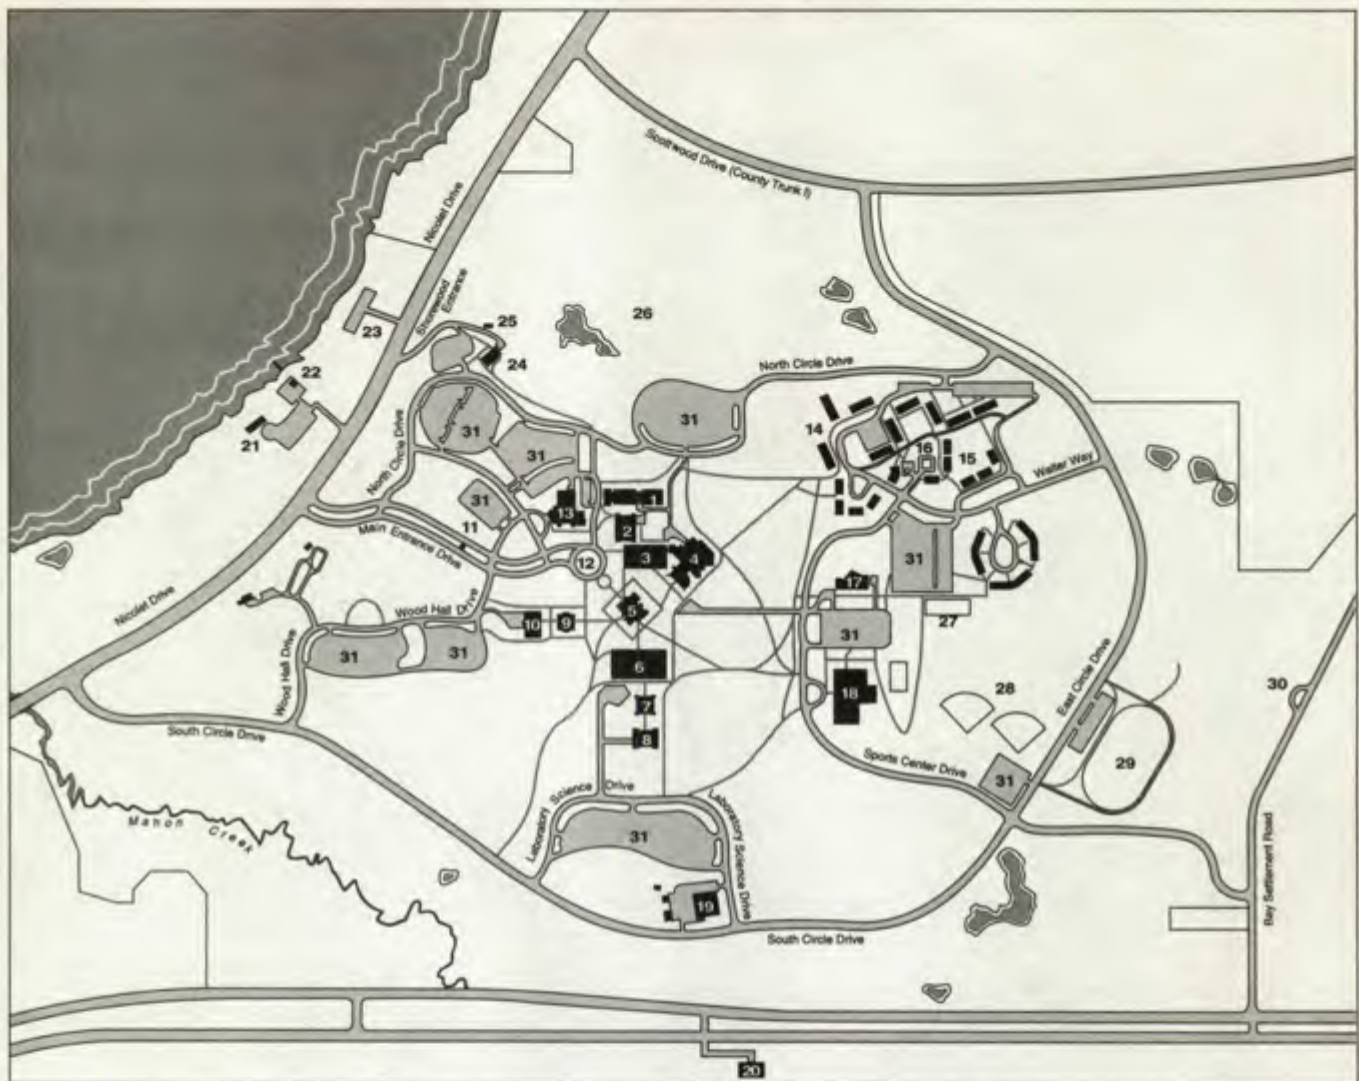 Scottwood Drive (County Trunk I)
Nicolet Drive
Shorewood
Entrance
26
25
23
24
22
North Circle Drive
31
14
31
21
31
16
15
North Circle Drive
Walter Way
31
1
11
13
2
Main Entrance Drive
3
4
31
12
17
Nicolet Drive
Wood Hall Drive
5
27
10
9
31
31
31
6
Wood Hall Drive
East Circle Drive
18
28
30
7
South Circle Drive
8
Sports Center Drive
29
31
Laboratory Science Drive
Laboratory Science Drive
Mahon Creek
31
Bay Settlement Road
19
South Circle Drive
20